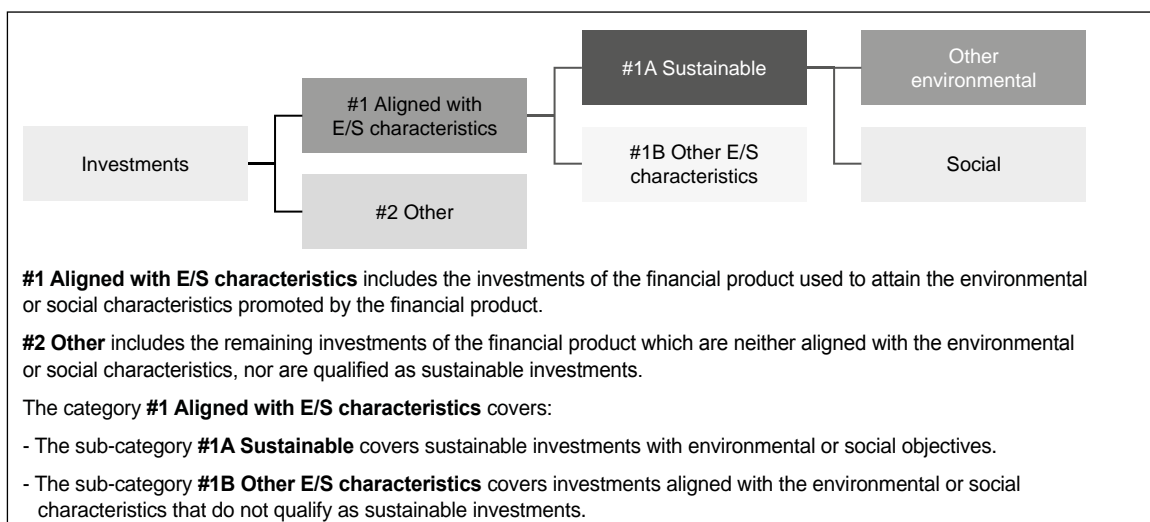 #1A Sustainable
Other
environmental
#1 Aligned with
E/S characteristics
#1B Other E/S
characteristics
Investments
Social
#2 Other
#1 Aligned with E/S characteristics includes the investments of the financial product used to attain the environmental
or social characteristics promoted by the financial product.
#2 Other includes the remaining investments of the financial product which are neither aligned with the environmental
or social characteristics, nor are qualified as sustainable investments.
The category #1 Aligned with E/S characteristics covers:
- The sub-category #1A Sustainable covers sustainable investments with environmental or social objectives.
- The sub-category #1B Other E/S characteristics covers investments aligned with the environmental or social
characteristics that do not qualify as sustainable investments.